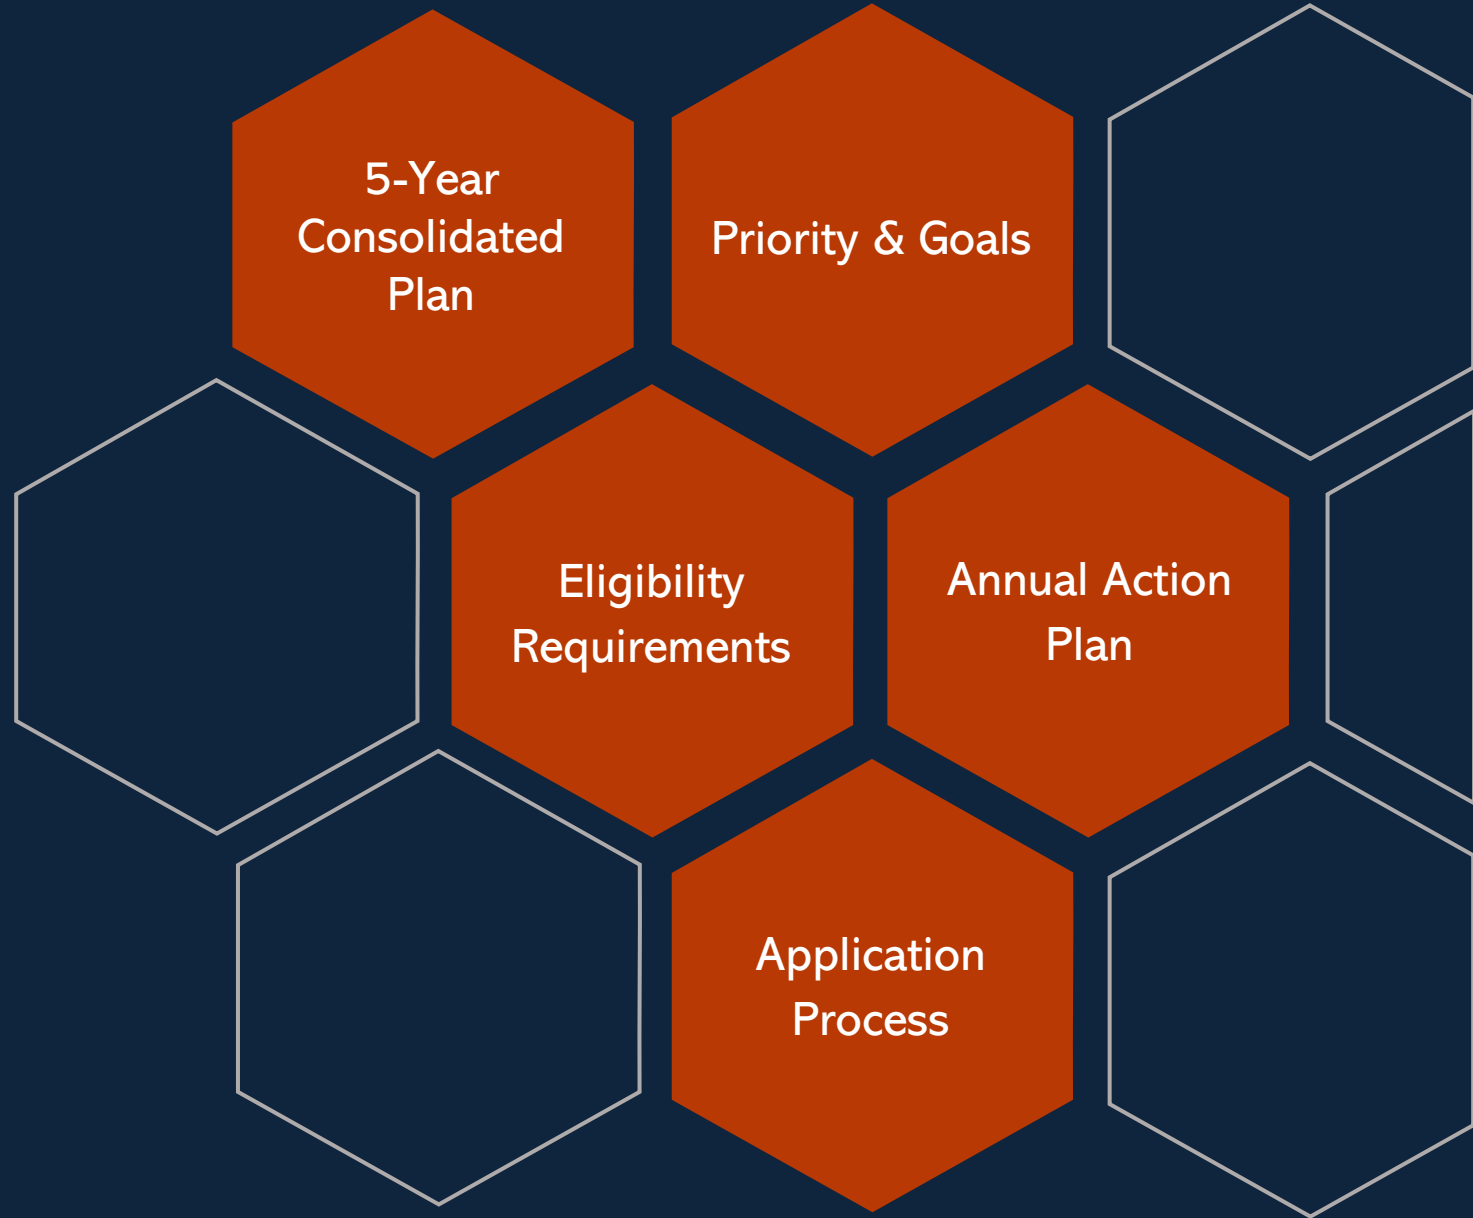 5-Year
Consolidated
Plan
Priority & Goals
Eligibility
Requirements
Annual Action
Plan
Application
Process